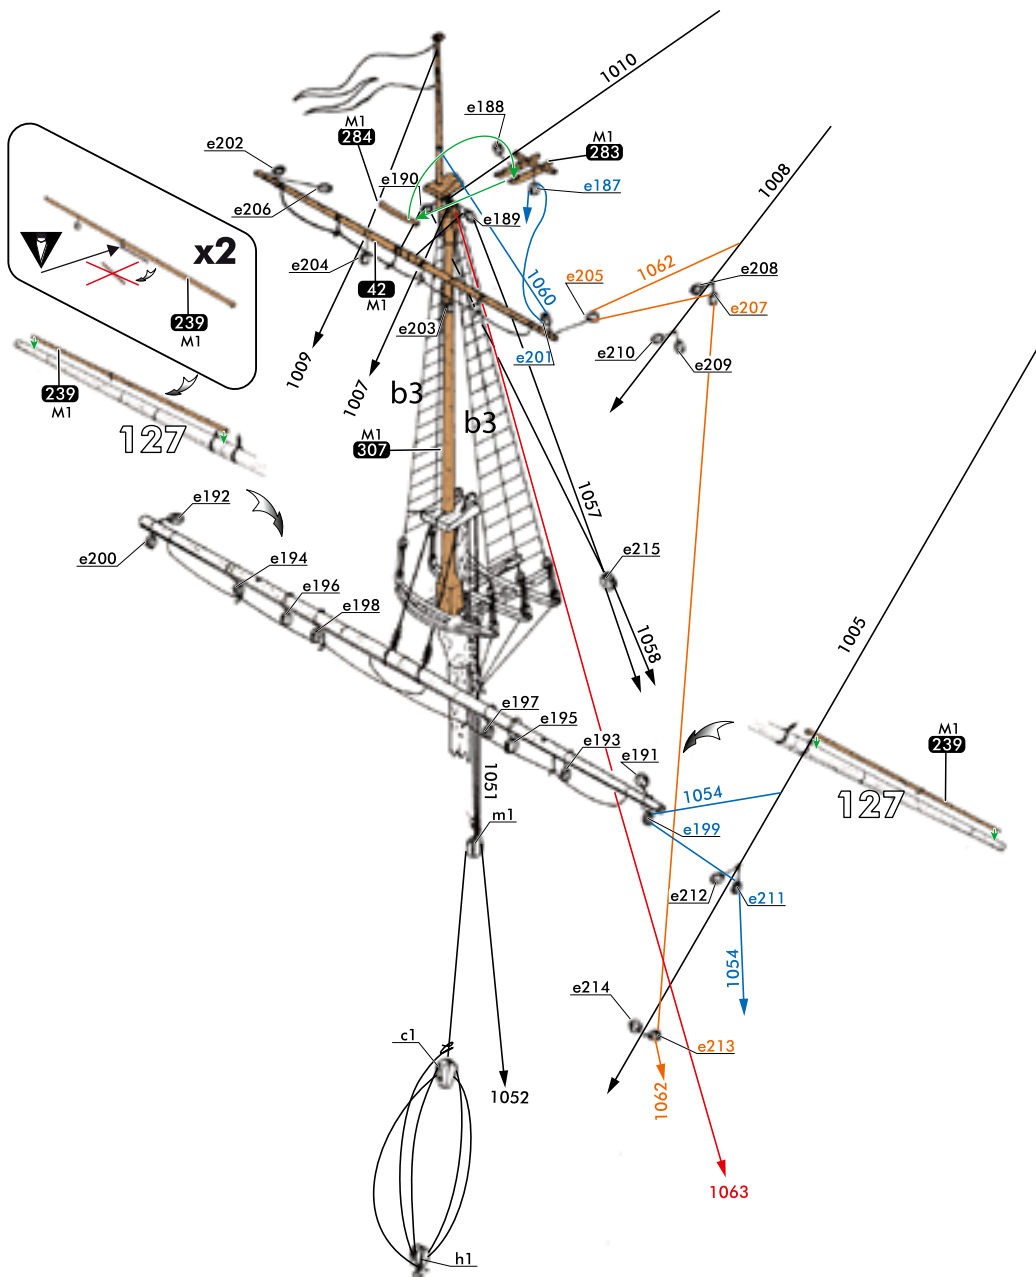 1010
e188
M1
284
M1
283
e202
e190
e187
1008
e206
e189
x2
e204
1062
e205
e208
1060
42
M1
e207
239
M1
e203
e201
e210
e209
1009
1007
239
M1
b3
b3
127
M1
307
1057
e192
e215
e200
e194
e196
e198
1058
1005
e197
e195
e193
e191
M1
239
1051
1054
127
m1
e199
e212
e211
1054
e214
c1
e213
1052
1062
1063
h1